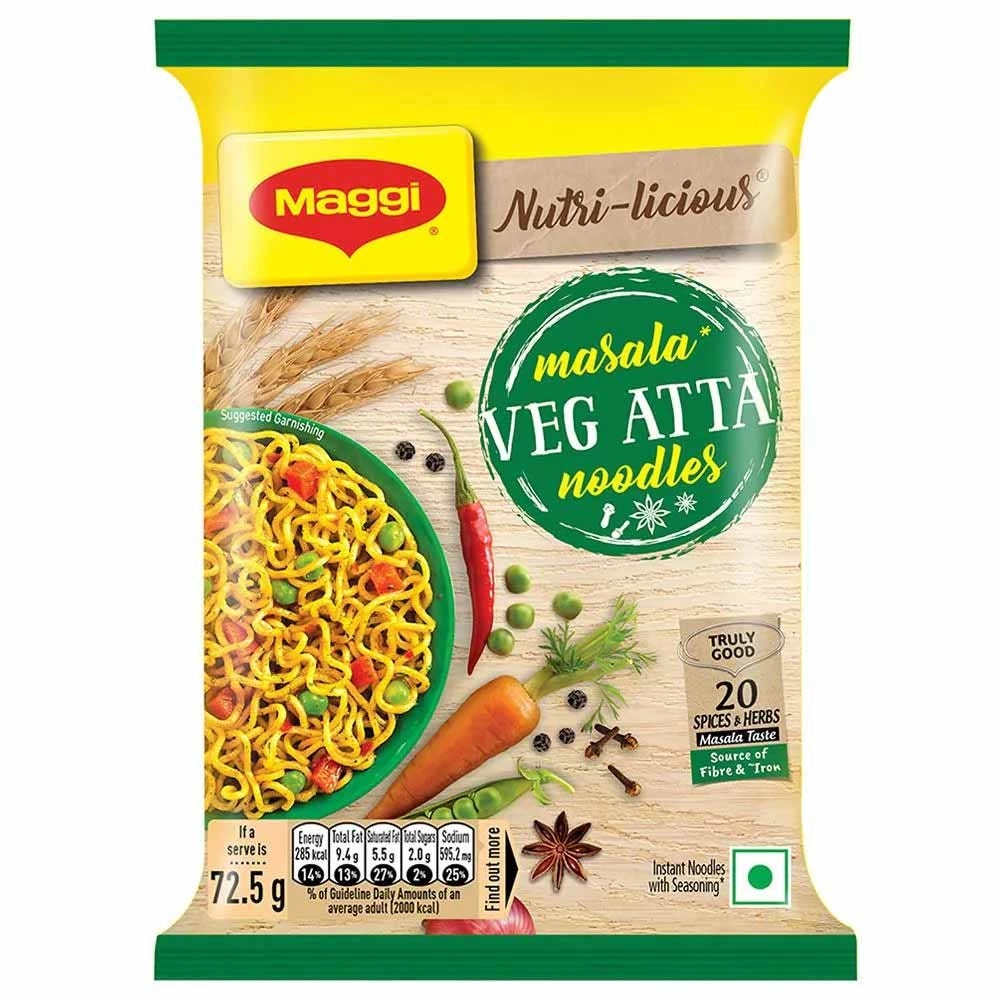 Maggi®
Nutri-licious®
masala*
VEG ATTA
noodles
Suggested Garnishing
TRULY
GOOD
20
SPICES & HERBS
Masala Taste
Source of
Fibre & ~Iron
If a
serve is
72.5 g
Energy Total Fat Saturated Fat Total Sugars Sodium
285 kcal 9.4 g 5.5 g 2.0 g 595.2 mg
14% 13% 27% 2% 25%
% of Guideline Daily Amounts of an
average adult (2000 kcal)
Find out more
Instant Noodles
with Seasoning*